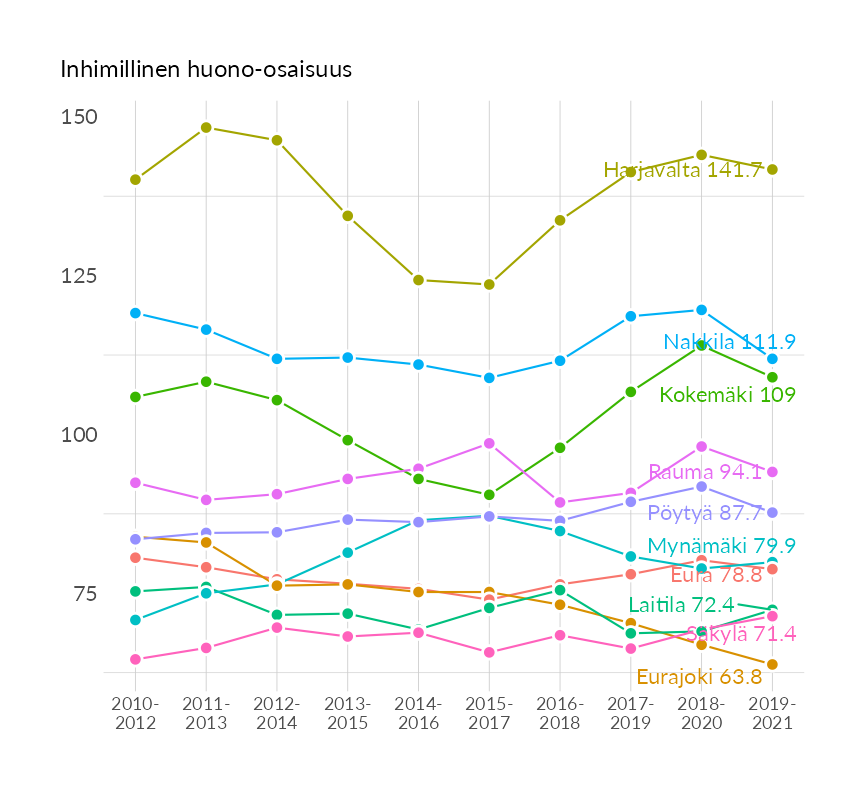 Inhimillinen huono-osaisuus
150
125
100
75
Harjavalta 141.7
Nakkila 111.9
Kokemäki 109
Rauma 94.1
Pöytyä 87.7
Mynämäki 79.9
Eura 78.8
Laitila 72.4
Säkylä 71.4
Eurajoki 63.8
2010- 2011- 2012- 2013- 2014- 2015- 2016- 2017- 2018- 2019-
2012 2013 2014 2015 2016 2017 2018 2019 2020 2021